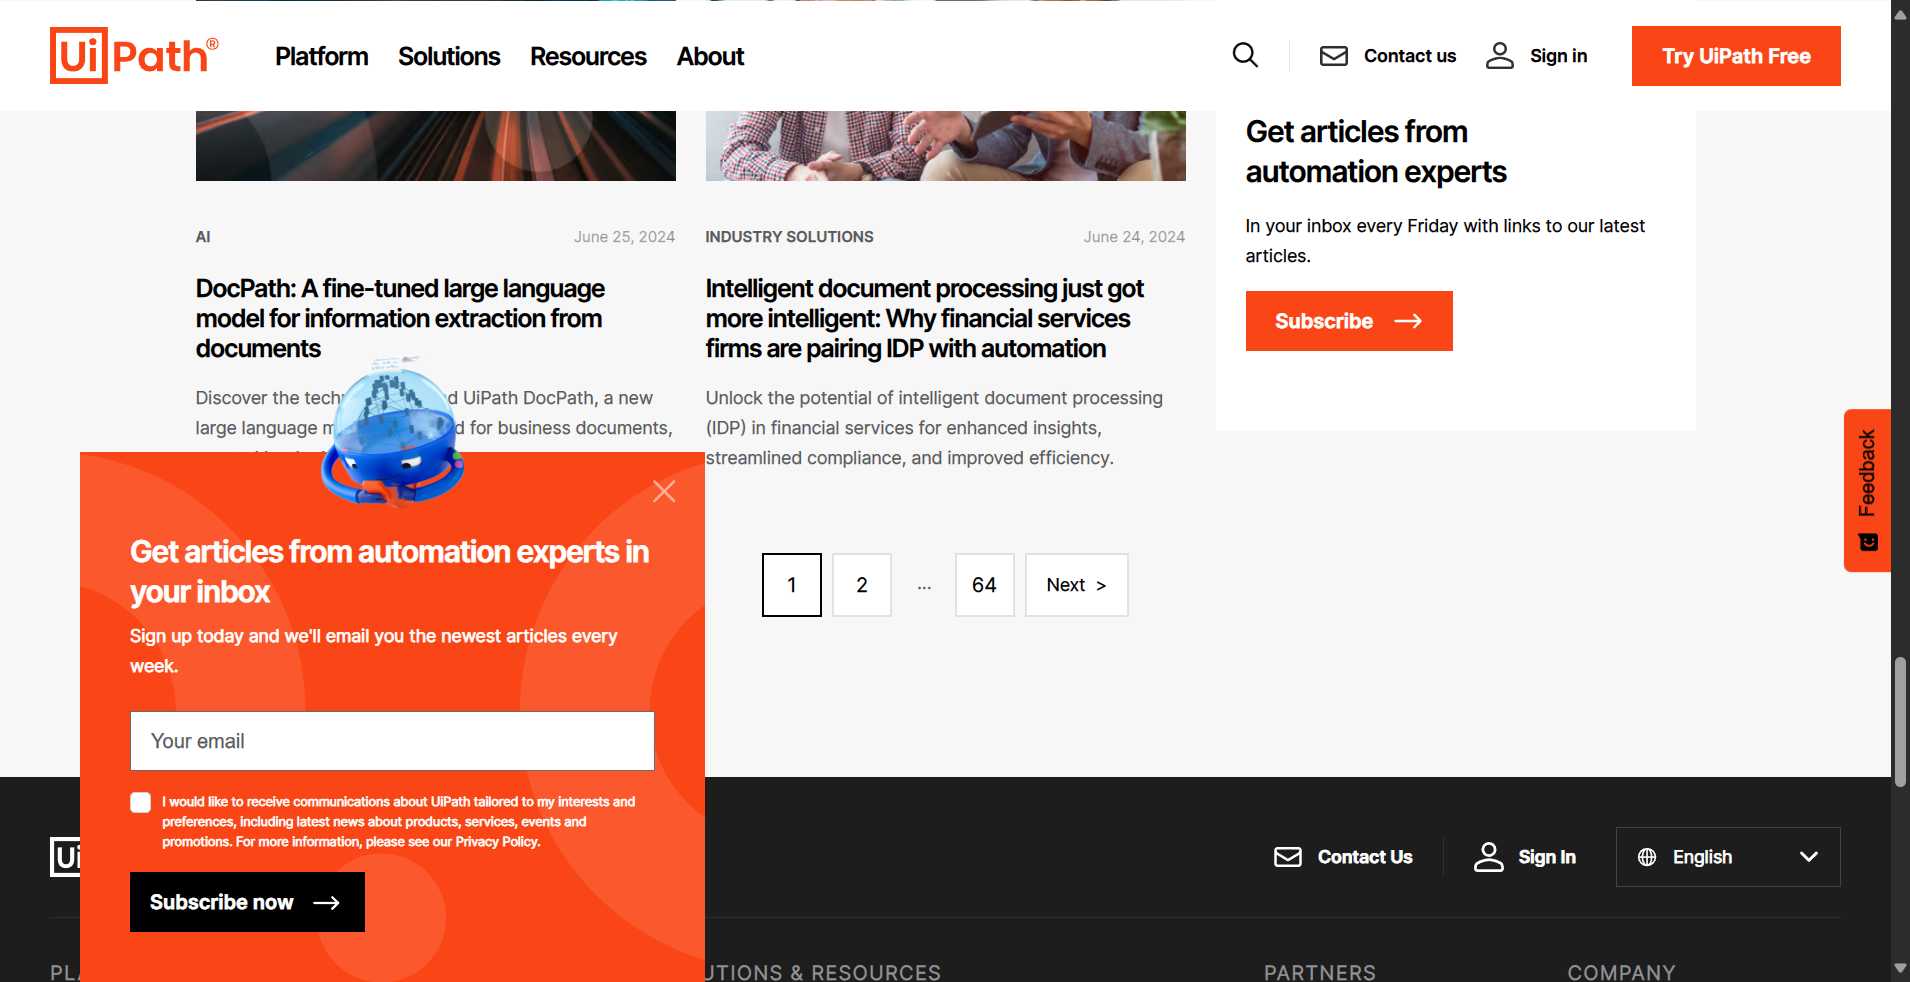 UiPath®
Platform
Solutions
Resources
About
Contact us
Sign in
Try UiPath Free
AI
June 25, 2024
DocPath: A fine-tuned large language
model for information extraction from
documents
Discover the
UiPath DocPath, a new
large language
for business documents,
INDUSTRY SOLUTIONS
June 24, 2024
Intelligent document processing just got
more intelligent: Why financial services
firms are pairing IDP with automation
Unlock the potential of intelligent document processing
(IDP) in financial services for enhanced insights,
streamlined compliance, and improved efficiency.
Get articles from
automation experts
In your inbox every Friday with links to our latest
articles.
Subscribe
Feedback
1
2
...
64
Next >
Get articles from automation experts in
your inbox
Sign up today and we'll email you the newest articles every
week.
Your email
I would like to receive communications about UiPath tailored to my interests and
preferences, including latest news about products, services, events and
promotions. For more information, please see our Privacy Policy.
Subscribe now
Ui
Contact Us
Sign In
English
UTIONS & RESOURCES
PARTNERS
COMPANY